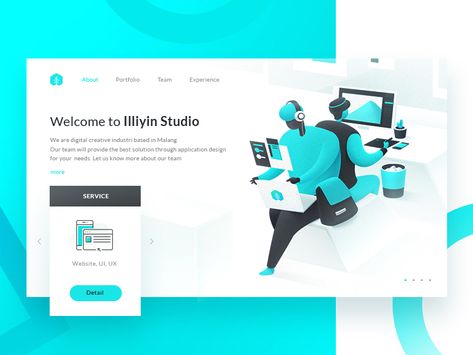 About Portfolio Team Experience
Welcome to Illiyin Studio
We are digital creative industri based in Malang
Our team will provide the best solution through application design
for your needs. Let us know more about our team
more
SERVICE
Website, UI, UX
Detail